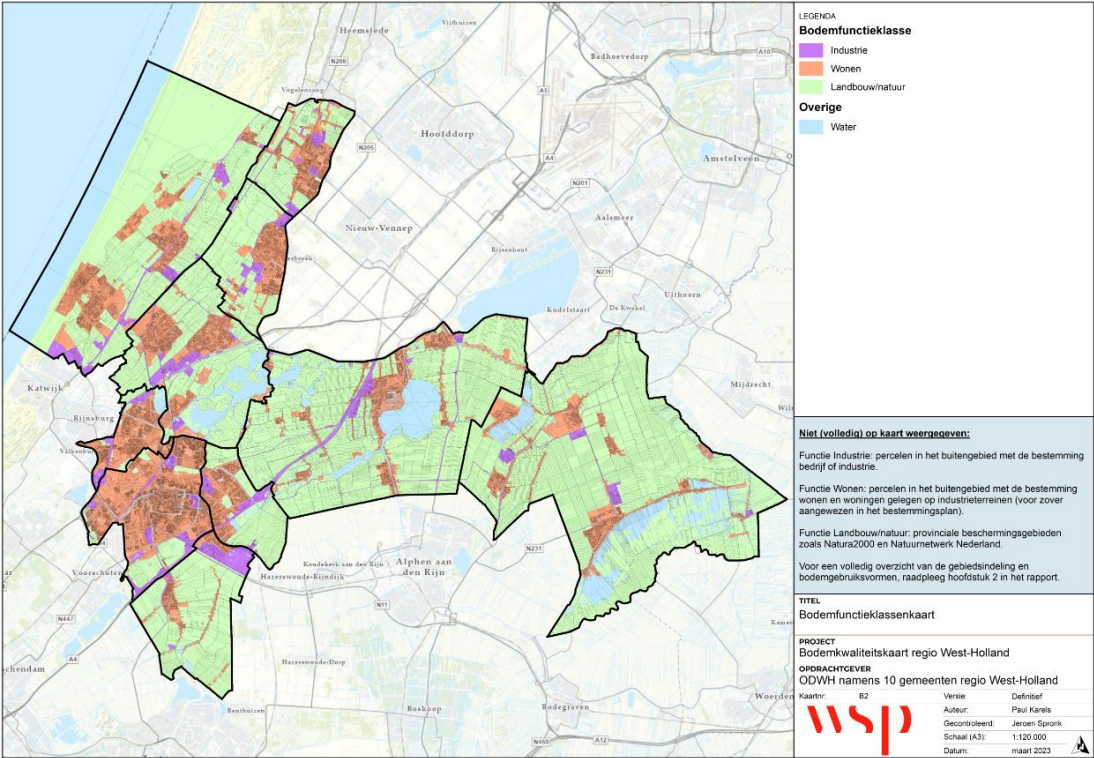 Heemstede
Vijfhuizen
Badhoevedorp
A10
N208
A5
Vogelenzang
Hoofddorp
N205
A4
Amstelveen
N201
Aalsmeer
Nieuw-Vennep
Rijsenhout
N231
Uithoorn
Kudelstaart
De Kwakel
Mijdrecht
Katwijk
Rijnsburg
Voorschoten
N231
Alphen aan
den Rijn
Koudekerk aan den Rijn
Hazerswoude-Rijndijk
N11
N447
A4
Hazerswoude-Dorp
Benthuizen
Boskoop
Bodegraven
Woerden
N459
A12
LEGENDA
Bodemfunctieklasse
Industrie
Wonen
Landbouw/natuur
Overige
Water
Niet (volledig) op kaart weergegeven:
Functie Industrie: percelen in het buitengebied met de bestemming
bedrijf of industrie.
Functie Wonen: percelen in het buitengebied met de bestemming
wonen en woningen gelegen op industrieterreinen (voor zover
aangewezen in het bestemmingsplan).
Functie Landbouw/natuur: provinciale beschermingsgebieden
zoals Natura2000 en Natuurnetwerk Nederland.
Voor een volledig overzicht van de gebiedsindeling en
bodemgebruiksvormen, raadpleeg hoofdstuk 2 in het rapport.
TITEL
Bodemfunctieklassenkaart
PROJECT
Bodemkwaliteitskaart regio West-Holland
OPDRACHTGEVER
ODWH namens 10 gemeenten regio West-Holland
Kaartnr: B2
Versie: Definitief
Auteur: Paul Karels
Gecontroleerd: Jeroen Spronk
Schaal (A3): 1:120.000
Datum: maart 2023
wsp